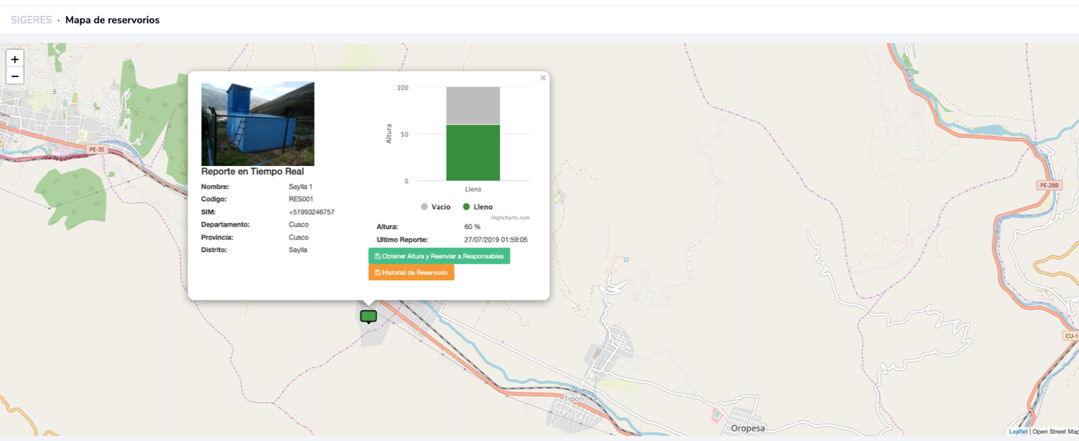 SIGERES · Mapa de reservorios
+
−
×
100
50
0
Altura
Lleno
Vacio Lleno
Highcharts.com
Reporte en Tiempo Real
Nombre: Saylla 1
Codigo: RES001
SIM: +51993246757
Departamento: Cusco
Provincia: Cusco
Distrito: Saylla
Altura: 60 %
Ultimo Reporte: 27/07/2019 01:59:05
Obtener Altura y Reenviar a Responsables
Historial de Reservorio
PE-3S
PE-28B
CU-1
Tipón
Oropesa
Leaflet | Open Street Map